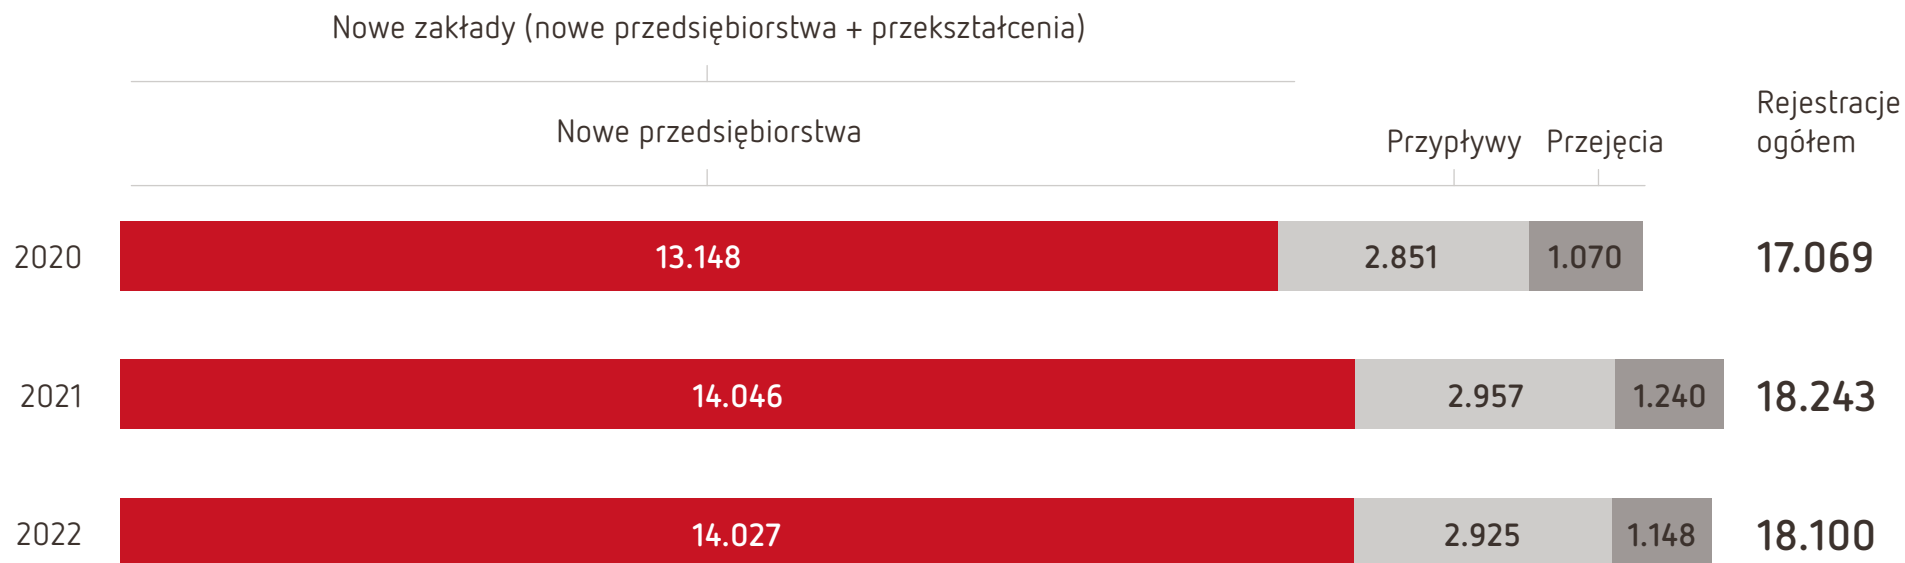 Nowe zakłady (nowe przedsiębiorstwa + przekształcenia)
Nowe przedsiębiorstwa
Przypływy
Przejęcia
Rejestracje
ogółem
2020 13.148 2.851 1.070 17.069
2021 14.046 2.957 1.240 18.243
2022 14.027 2.925 1.148 18.100